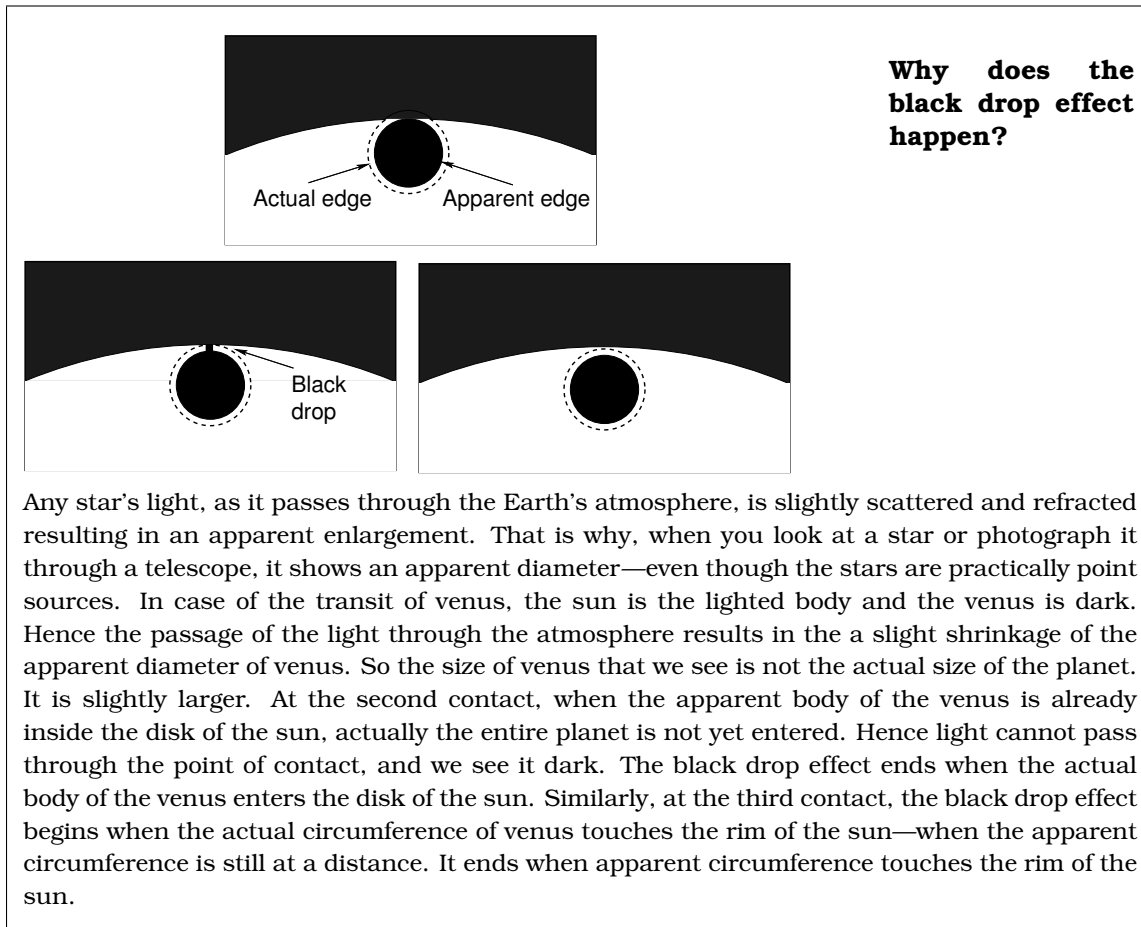 Why does the
black drop effect
happen?
Actual edge
Apparent edge
Black
drop
Any star's light, as it passes through the Earth's atmosphere, is slightly scattered and refracted
resulting in an apparent enlargement. That is why, when you look at a star or photograph it
through a telescope, it shows an apparent diameter—even though the stars are practically point
sources. In case of the transit of venus, the sun is the lighted body and the venus is dark.
Hence the passage of the light through the atmosphere results in the a slight shrinkage of the
apparent diameter of venus. So the size of venus that we see is not the actual size of the planet.
It is slightly larger. At the second contact, when the apparent body of the venus is already
inside the disk of the sun, actually the entire planet is not yet entered. Hence light cannot pass
through the point of contact, and we see it dark. The black drop effect ends when the actual
body of the venus enters the disk of the sun. Similarly, at the third contact, the black drop effect
begins when the actual circumference of venus touches the rim of the sun—when the apparent
circumference is still at a distance. It ends when apparent circumference touches the rim of the
sun.